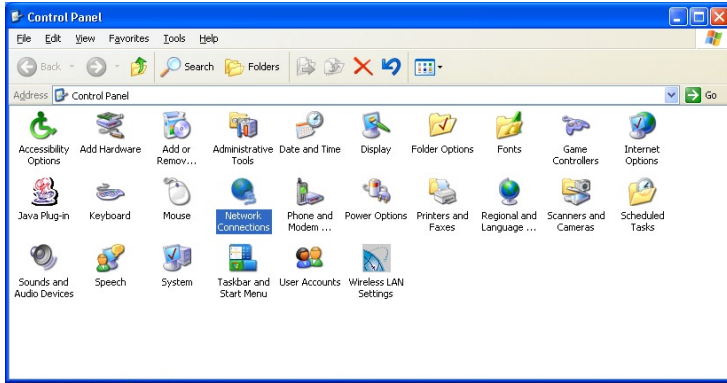 Control Panel
File Edit View Favorites Tools Help
Back Search Folders
Address Control Panel Go
Accessibility Options
Add Hardware
Add or Remov...
Administrative Tools
Date and Time
Display
Folder Options
Fonts
Game Controllers
Internet Options
Java Plug-in
Keyboard
Mouse
Network Connections
Phone and Modem ...
Power Options
Printers and Faxes
Regional and Language ...
Scanners and Cameras
Scheduled Tasks
Sounds and Audio Devices
Speech
System
Taskbar and Start Menu
User Accounts
Wireless LAN Settings